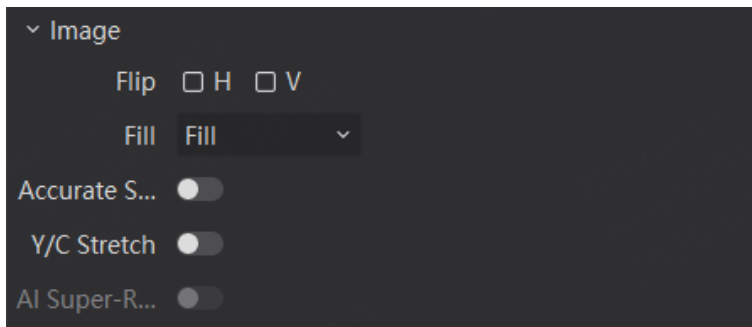 Image
Flip H V
Fill Fill
Accurate S...
Y/C Stretch
AI Super-R...